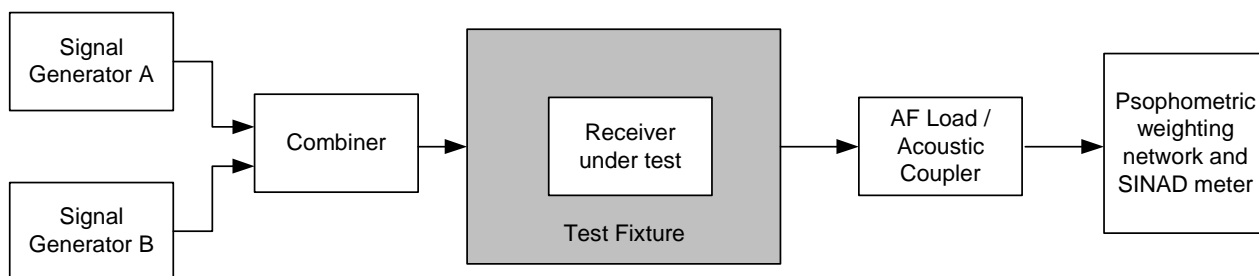 Signal
Generator A
Signal
Generator B
Combiner
Receiver
under test
Test Fixture
AF Load /
Acoustic
Coupler
Psophometric
weighting
network and
SINAD meter